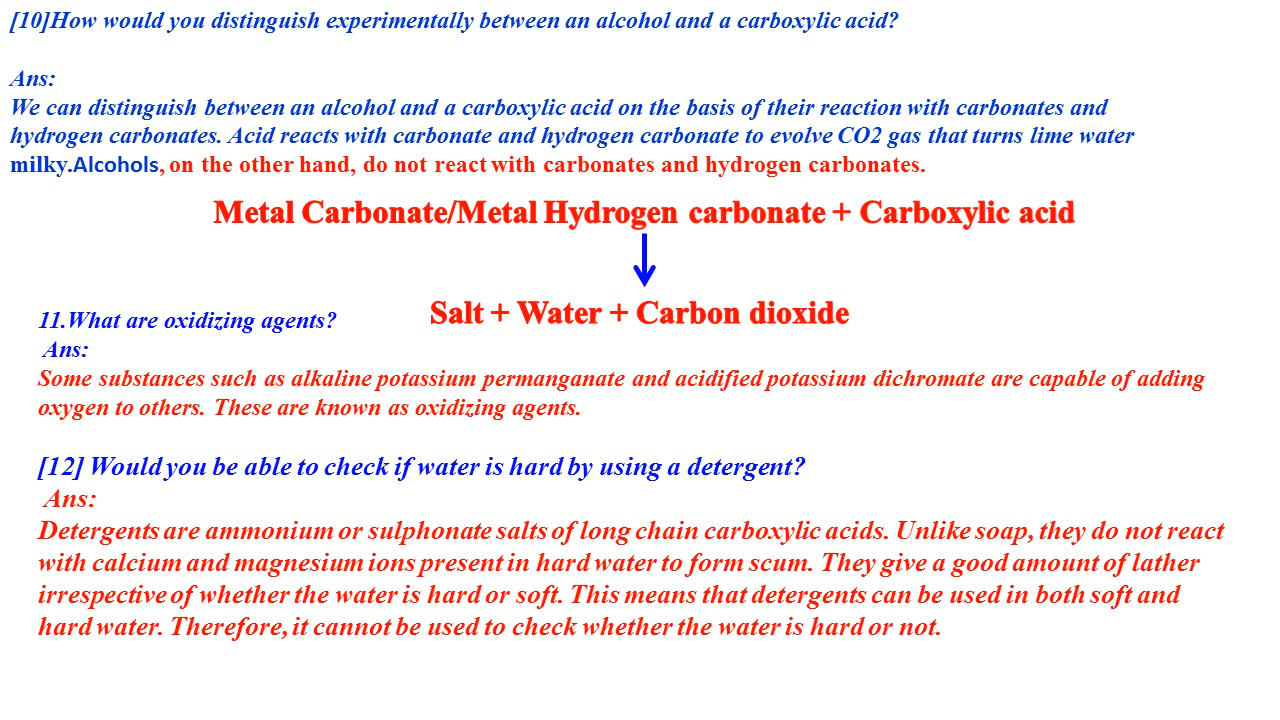 [10]How would you distinguish experimentally between an alcohol and a carboxylic acid?
Ans:
We can distinguish between an alcohol and a carboxylic acid on the basis of their reaction with carbonates and
hydrogen carbonates. Acid reacts with carbonate and hydrogen carbonate to evolve CO2 gas that turns lime water
milky.Alcohols, on the other hand, do not react with carbonates and hydrogen carbonates.
Metal Carbonate/Metal Hydrogen carbonate + Carboxylic acid
Salt + Water + Carbon dioxide
11.What are oxidizing agents?
Ans:
Some substances such as alkaline potassium permanganate and acidified potassium dichromate are capable of adding
oxygen to others. These are known as oxidizing agents.
[12] Would you be able to check if water is hard by using a detergent?
Ans:
Detergents are ammonium or sulphonate salts of long chain carboxylic acids. Unlike soap, they do not react
with calcium and magnesium ions present in hard water to form scum. They give a good amount of lather
irrespective of whether the water is hard or soft. This means that detergents can be used in both soft and
hard water. Therefore, it cannot be used to check whether the water is hard or not.